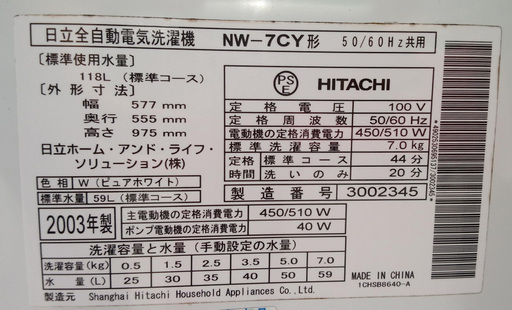 日立全自動電気洗濯機 NW-7CY形 50/60Hz共用
〔標準使用水量〕
118L (標準コース)
〔外形寸法〕
幅 577 mm
奥行 555 mm
高さ 975 mm
日立ホーム・アンド・ライフ・
ソリューション(株)
色相 W (ピュアホワイト)
標準水量 59L (標準コース)
PS
E
HITACHI
定格電圧 100 V
定格周波数 50/60 Hz
電動機の定格消費電力 450/510 W
標準洗濯容量 7.0kg
定格 標準コース 44分
時間 洗いのみ 20分
製造番号 3002345
2003年製
主電動機の定格消費電力 450/510 W
ポンプ電動機の定格消費電力 40 W
洗濯容量と水量 (手動設定の水量)
洗濯容量(kg) 0.5 1.5 2.5 3.5 5.0 7.0
水量(L) 25 30 35 40 50 59
製造元 Shanghai Hitachi Household Appliances Co.,Ltd.
MADE IN CHINA
1CHSB8640-A